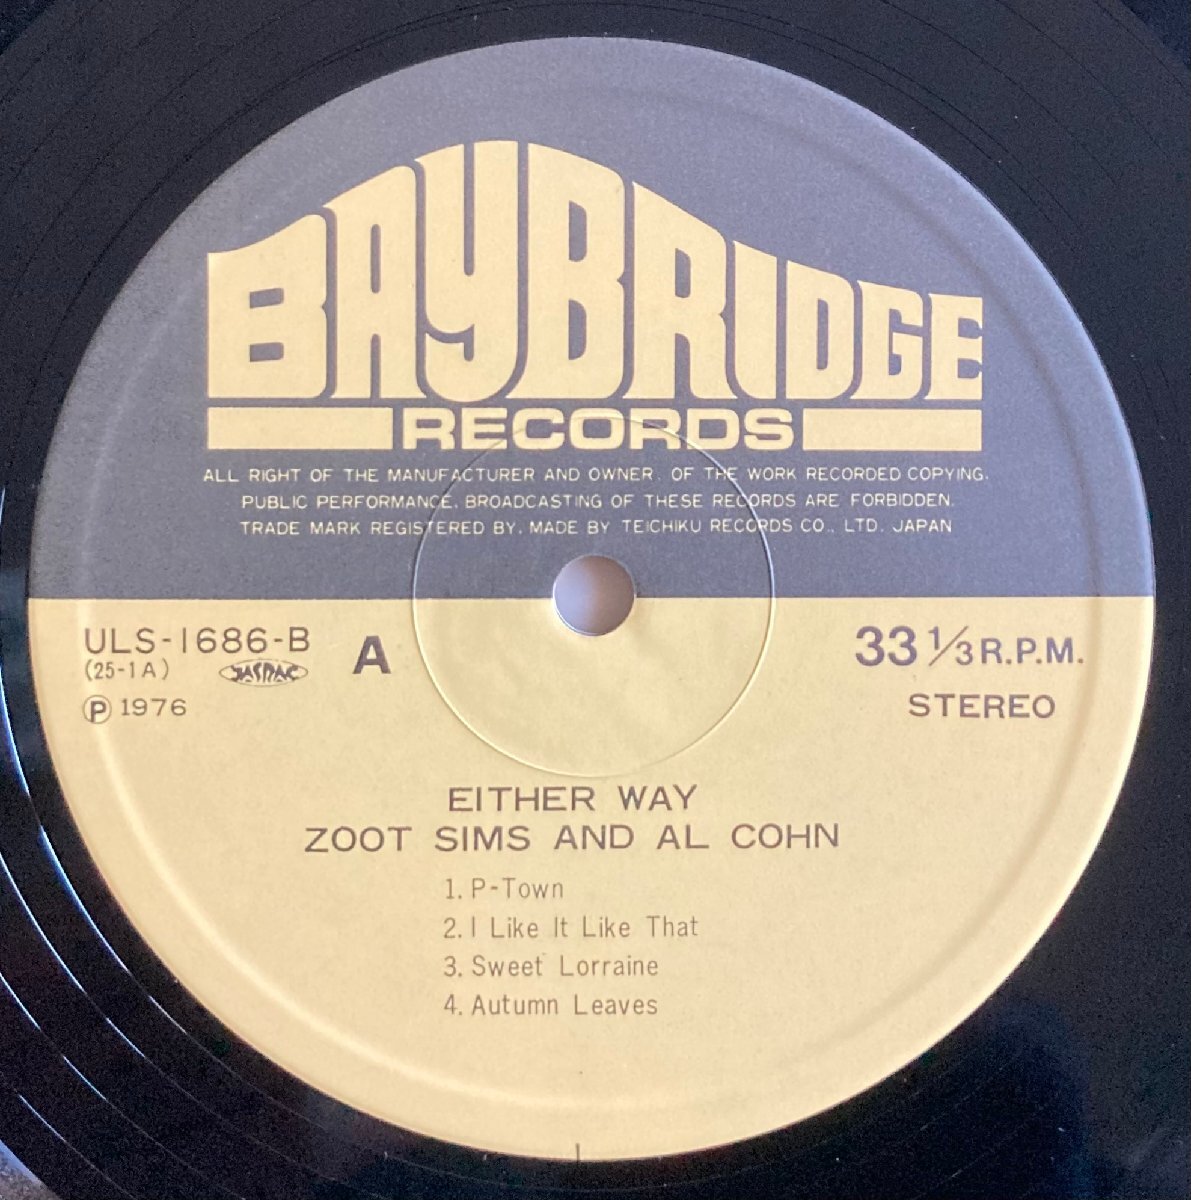 BAYBRIDGE
RECORDS
ALL RIGHT OF THE MANUFACTURER AND OWNER. OF THE WORK RECORDED COPYING.
PUBLIC PERFORMANCE. BROADCASTING OF THESE RECORDS ARE FORBIDDEN.
TRADE MARK REGISTERED BY. MADE BY TEICHIKU RECORDS CO.. LTD. JAPAN
ULS-1686-B A 33 1/3 R.P.M.
(25-1A) JASRAC
Ⓟ 1976 STEREO
EITHER WAY
ZOOT SIMS AND AL COHN
1. P-Town
2. I Like It Like That
3. Sweet Lorraine
4. Autumn Leaves